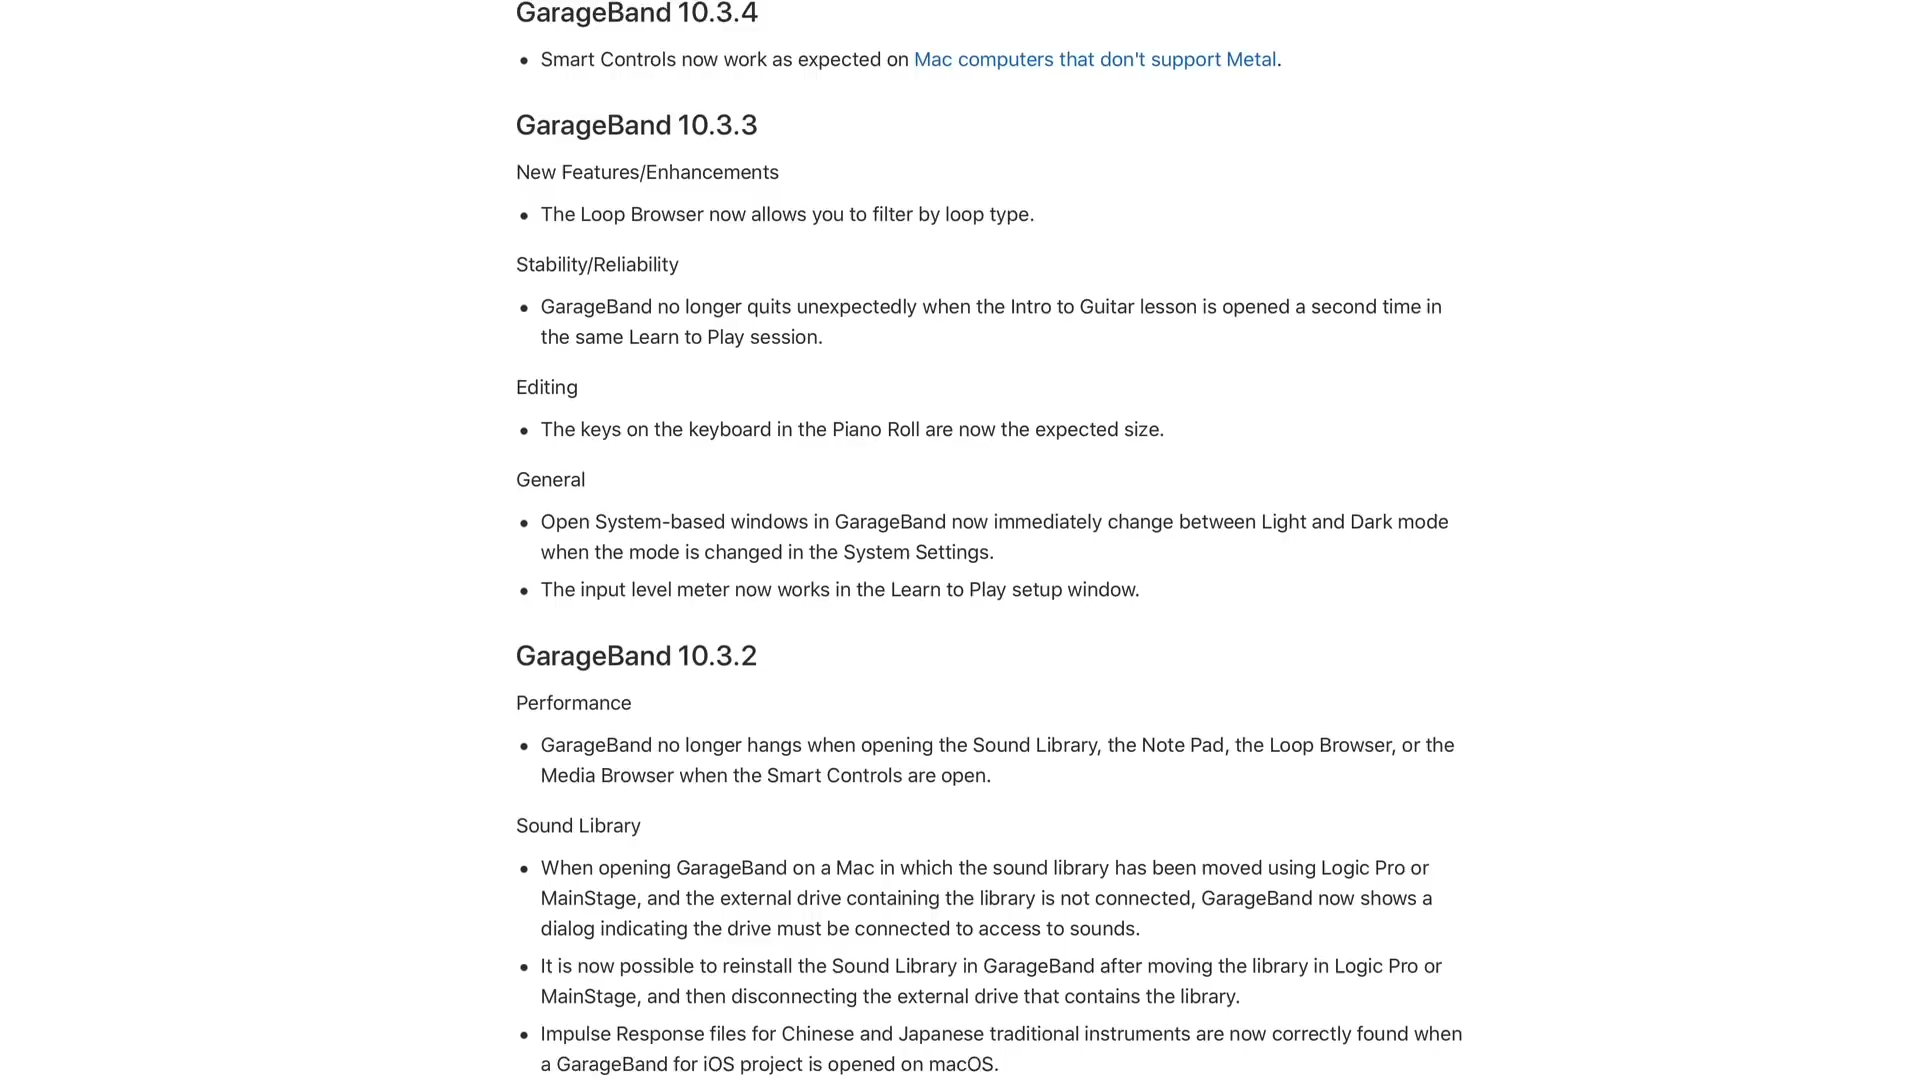 GarageBand 10.3.4
• Smart Controls now work as expected on Mac computers that don't support Metal.
GarageBand 10.3.3
New Features/Enhancements
• The Loop Browser now allows you to filter by loop type.
Stability/Reliability
• GarageBand no longer quits unexpectedly when the Intro to Guitar lesson is opened a second time in
the same Learn to Play session.
Editing
• The keys on the keyboard in the Piano Roll are now the expected size.
General
• Open System-based windows in GarageBand now immediately change between Light and Dark mode
when the mode is changed in the System Settings.
• The input level meter now works in the Learn to Play setup window.
GarageBand 10.3.2
Performance
• GarageBand no longer hangs when opening the Sound Library, the Note Pad, the Loop Browser, or the
Media Browser when the Smart Controls are open.
Sound Library
• When opening GarageBand on a Mac in which the sound library has been moved using Logic Pro or
MainStage, and the external drive containing the library is not connected, GarageBand now shows a
dialog indicating the drive must be connected to access to sounds.
• It is now possible to reinstall the Sound Library in GarageBand after moving the library in Logic Pro or
MainStage, and then disconnecting the external drive that contains the library.
• Impulse Response files for Chinese and Japanese traditional instruments are now correctly found when
a GarageBand for iOS project is opened on macOS.